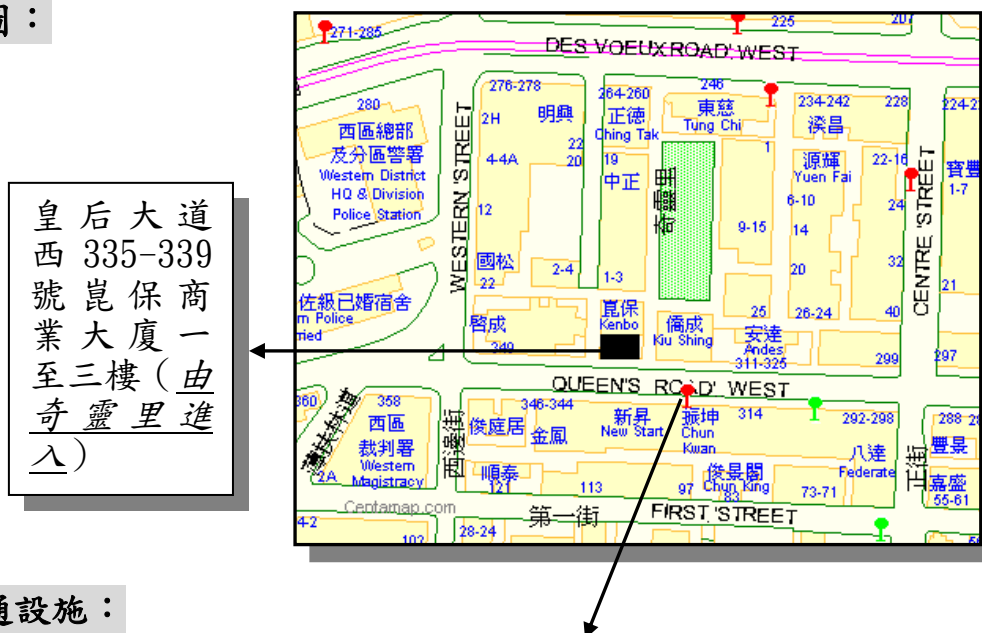 圖：
皇后大道
西 335-339
號崑保商
業大廈一
至三樓（由
奇靈里進
入）
271-285
225
207
DES VOEUX ROAD WEST
276-278
264-260
246
234-242
228
224-2
280
西區總部
及分區警署
Western District
HQ & Division
Police Station
WESTERN STREET
2H
明興
22
20
4-4A
12
國松
22
2-4
正徳
Ching Tak
19
中正
1-3
東慈
Tung Chi
奇靈里
1
9-15
25
源輝
Yuen Fai
22-16
6-10
14
24
20
32
26-24
40
CENTRE STREET
寶豐
1-7
21
佐級已婚宿舍
m Police
rried
啓成
349
崑保
Kenbo
僑成
Kiu Shing
安達
Andes
311-325
299
297
QUEEN'S ROAD WEST
360
薄扶林道
358
西區
裁判署
Western
Magistracy
2A
西邊街
346-344
俊庭居
金鳳
新昇
New Start
振坤
Chun
Kwan
314
292-298
288
八達
Federate
正街
豐景
嘉盛
55-61
順泰
121
113
97
俊景閣
Chun King
83
73-71
Centamap.com
第一街
FIRST STREET
4-2
102
28-24
通設施：